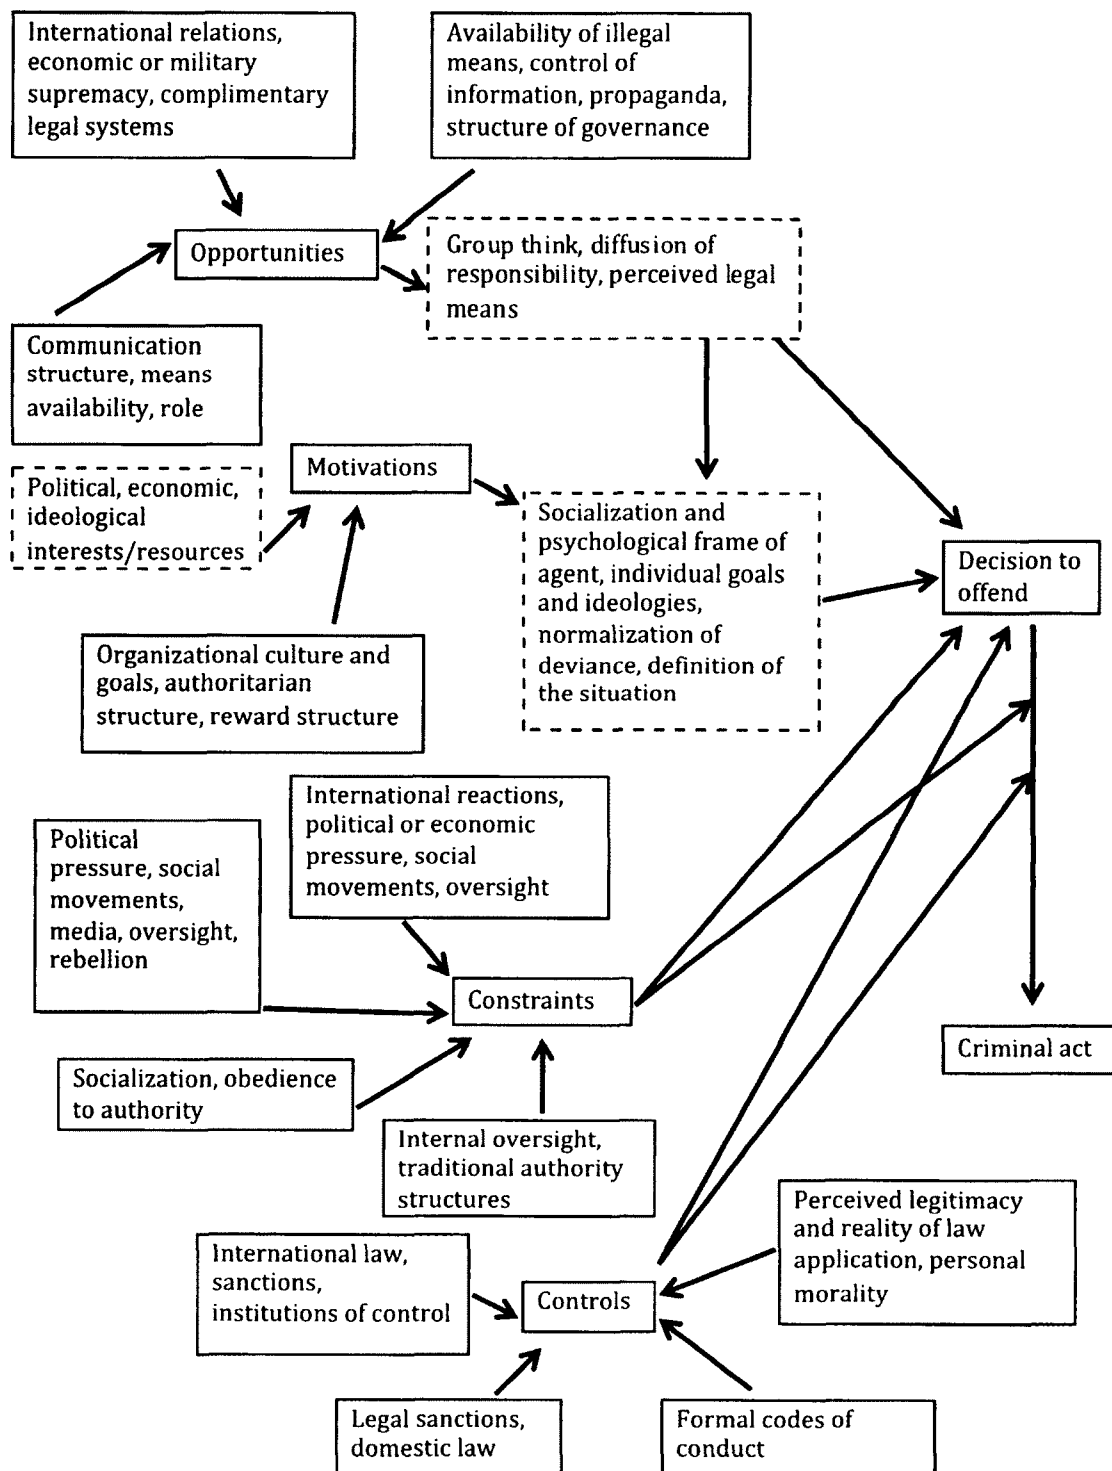 International relations,
economic or military
supremacy, complimentary
legal systems
Availability of illegal
means, control of
information, propaganda,
structure of governance
Opportunities
Group think, diffusion of
responsibility, perceived legal
means
Communication
structure, means
availability, role
Motivations
Political, economic,
ideological
interests/resources
Socialization and
psychological frame of
agent, individual goals
and ideologies,
normalization of
deviance, definition of
the situation
Decision to
offend
Organizational culture and
goals, authoritarian
structure, reward structure
International reactions,
political or economic
pressure, social
movements, oversight
Political
pressure, social
movements,
media, oversight,
rebellion
Constraints
Criminal act
Socialization, obedience
to authority
Internal oversight,
traditional authority
structures
Perceived legitimacy
and reality of law
application, personal
morality
International law,
sanctions,
institutions of control
Controls
Legal sanctions,
domestic law
Formal codes of
conduct